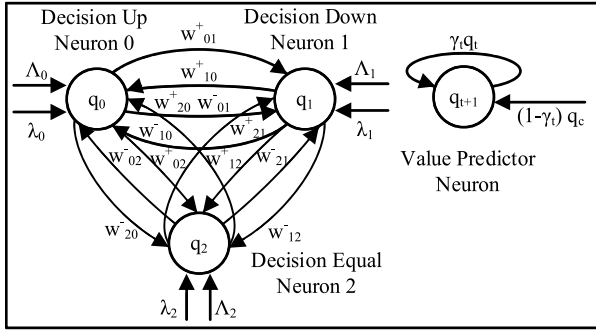 Decision Up
Neuron 0
Decision Down
Neuron 1
w⁺₀₁
γₜqₜ
Λ₀
w⁺₁₀
Λ₁
q₀
w⁺₂₀ w⁻₀₁
q₁
qₜ₊₁
λ₀
w⁻₁₀
w⁺₂₁
λ₁
(1-γₜ) q_c
w⁻₀₂ w⁺₀₂
w⁺₁₂ w⁻₂₁
Value Predictor
Neuron
w⁻₂₀
q₂
w⁻₁₂
Decision Equal
Neuron 2
λ₂ Λ₂